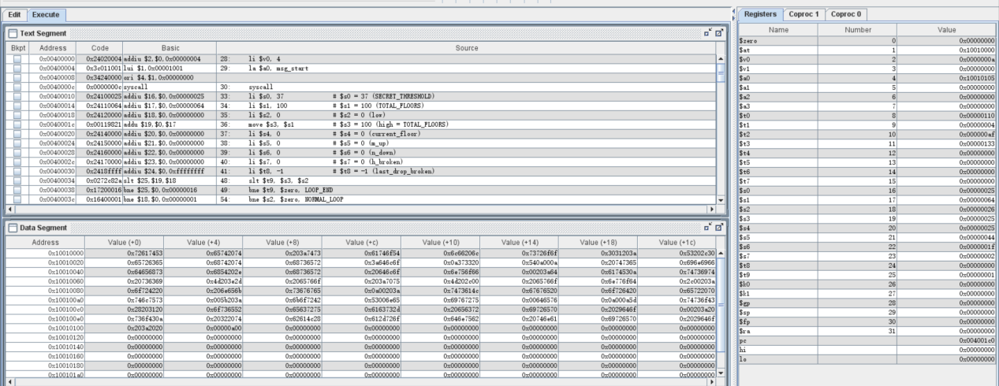 Edit Execute Registers Coproc 1 Coproc 0
Text Segment
Bkpt Address Code Basic Source
0x00400000 0x24020004 addiu $2,$0,0x00000004 28: li $v0, 4
0x00400004 0x3c011001 lui $1,0x00001001 29: la $a0, msg_start
0x00400008 0x34240000 ori $4,$1,0x00000000
0x0040000c 0x0000000c syscall 30: syscall
0x00400010 0x24100025 addiu $16,$0,0x00000025 33: li $s0, 37 # $s0 = 37 (SECRET_THRESHOLD)
0x00400014 0x24110064 addiu $17,$0,0x00000064 34: li $s1, 100 # $s1 = 100 (TOTAL_FLOORS)
0x00400018 0x24120000 addiu $18,$0,0x00000000 35: li $s2, 0 # $s2 = 0 (low)
0x0040001c 0x00119821 addu $19,$0,$17 36: move $s3, $s1 # $s3 = 100 (high = TOTAL_FLOORS)
0x00400020 0x24140000 addiu $20,$0,0x00000000 37: li $s4, 0 # $s4 = 0 (current_floor)
0x00400024 0x24150000 addiu $21,$0,0x00000000 38: li $s5, 0 # $s5 = 0 (m_up)
0x00400028 0x24160000 addiu $22,$0,0x00000000 39: li $s6, 0 # $s6 = 0 (n_down)
0x0040002c 0x24170000 addiu $23,$0,0x00000000 40: li $s7, 0 # $s7 = 0 (h_broken)
0x00400030 0x2418ffff addiu $24,$0,0xffffffff 41: li $t8, -1 # $t8 = -1 (last_drop_broken)
0x00400034 0x0272c82a slt $25,$19,$18 48: slt $t9, $s3, $s2
0x00400038 0x17200016 bne $25,$0,0x00000016 49: bne $t9, $zero, LOOP_END
0x0040003c 0x16400001 bne $18,$0,0x00000001 54: bne $s2, $zero, NORMAL_LOOP
Data Segment
Address Value (+0) Value (+4) Value (+8) Value (+c) Value (+10) Value (+14) Value (+18) Value (+1c)
0x10010000 0x72617453 0x65742074 0x203a7473 0x61746f54 0x6c66206c 0x73726f6f 0x3031203a 0x53202c30
0x10010020 0x65726365 0x68742074 0x68736572 0x3a646c6f 0x0a373320 0x540a000a 0x20747365 0x696e6966
0x10010040 0x64656873 0x6854202e 0x68736572 0x20646c6f 0x6e756f66 0x00203a64 0x6174530a 0x74736974
0x10010060 0x20736369 0x4d203e2d 0x2065766f 0x203a7075 0x4d202c00 0x2065766f 0x6e776f64 0x2c00203a
0x10010080 0x6f724220 0x206e656b 0x73676765 0x0a00203a 0x7473614c 0x67676520 0x6f726420 0x65722070
0x100100a0 0x746c7573 0x005b203a 0x6b6f7242 0x53006e65 0x69767275 0x00646576 0x0a000a5d 0x74736f43
0x100100c0 0x28203120 0x6f736552 0x65637275 0x6163732d 0x20656372 0x69726570 0x2029646f 0x00203a20
0x100100e0 0x736f430a 0x20322074 0x62614c28 0x612d726f 0x646e7562 0x20746e61 0x69726570 0x2029646f
0x10010100 0x203a2020 0x00000a00 0x00000000 0x00000000 0x00000000 0x00000000 0x00000000 0x00000000
0x10010120 0x00000000 0x00000000 0x00000000 0x00000000 0x00000000 0x00000000 0x00000000 0x00000000
0x10010140 0x00000000 0x00000000 0x00000000 0x00000000 0x00000000 0x00000000 0x00000000 0x00000000
0x10010160 0x00000000 0x00000000 0x00000000 0x00000000 0x00000000 0x00000000 0x00000000 0x00000000
0x10010180 0x00000000 0x00000000 0x00000000 0x00000000 0x00000000 0x00000000 0x00000000 0x00000000
0x100101a0 0x00000000 0x00000000 0x00000000 0x00000000 0x00000000 0x00000000 0x00000000 0x00000000
Name Number Value
$zero 0 0x00000000
$at 1 0x10010000
$v0 2 0x0000000a
$v1 3 0x00000000
$a0 4 0x10010105
$a1 5 0x00000000
$a2 6 0x00000000
$a3 7 0x00000000
$t0 8 0x00000110
$t1 9 0x00000004
$t2 10 0x000000af
$t3 11 0x00000133
$t4 12 0x00000000
$t5 13 0x00000000
$t6 14 0x00000000
$t7 15 0x00000000
$s0 16 0x00000025
$s1 17 0x00000064
$s2 18 0x00000026
$s3 19 0x00000025
$s4 20 0x00000025
$s5 21 0x00000044
$s6 22 0x0000001f
$s7 23 0x00000002
$t8 24 0x00000000
$t9 25 0x00000001
$k0 26 0x00000000
$k1 27 0x00000000
$gp 28 0x00000000
$sp 29 0x00000000
$fp 30 0x00000000
$ra 31 0x00000000
pc 0x004001c0
hi 0x00000000
lo 0x00000000